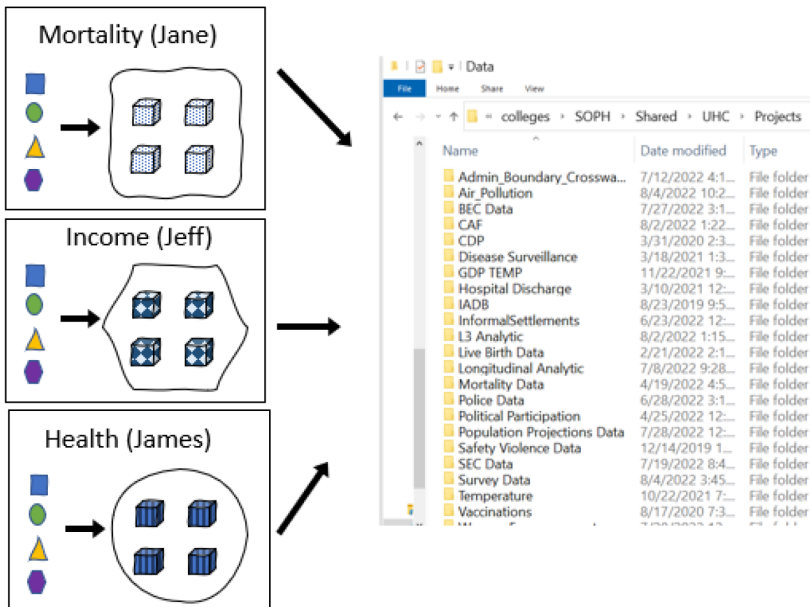 Mortality (Jane)
Income (Jeff)
Health (James)
Data
File Home Share View
« colleges › SOPH › Shared › UHC › Projects
Name Date modified Type
Admin_Boundary_Crosswa... 7/12/2022 4:1... File folder
Air_Pollution 8/4/2022 10:2... File folder
BEC Data 7/27/2022 3:1... File folder
CAF 8/2/2022 1:22... File folder
CDP 3/31/2020 2:3... File folder
Disease Surveillance 3/18/2021 1:3... File folder
GDP TEMP 11/22/2021 9:... File folder
Hospital Discharge 3/10/2021 12:... File folder
IADB 8/23/2019 9:5... File folder
InformalSettlements 6/23/2022 12:... File folder
L3 Analytic 8/2/2022 1:15... File folder
Live Birth Data 2/21/2022 2:1... File folder
Longitudinal Analytic 7/8/2022 9:28... File folder
Mortality Data 4/19/2022 4:5... File folder
Police Data 6/28/2022 3:1... File folder
Political Participation 4/25/2022 12:... File folder
Population Projections Data 7/28/2022 12:... File folder
Safety Violence Data 12/14/2019 1... File folder
SEC Data 7/19/2022 8:4... File folder
Survey Data 8/4/2022 3:45... File folder
Temperature 10/22/2021 7:... File folder
Vaccinations 8/17/2020 7:3... File folder